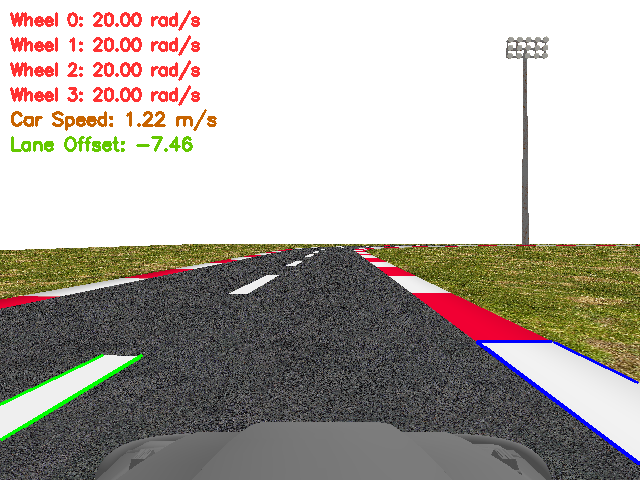 Wheel 0: 20.00 rad/s
Wheel 1: 20.00 rad/s
Wheel 2: 20.00 rad/s
Wheel 3: 20.00 rad/s
Car Speed: 1.22 m/s
Lane Offset: -7.46